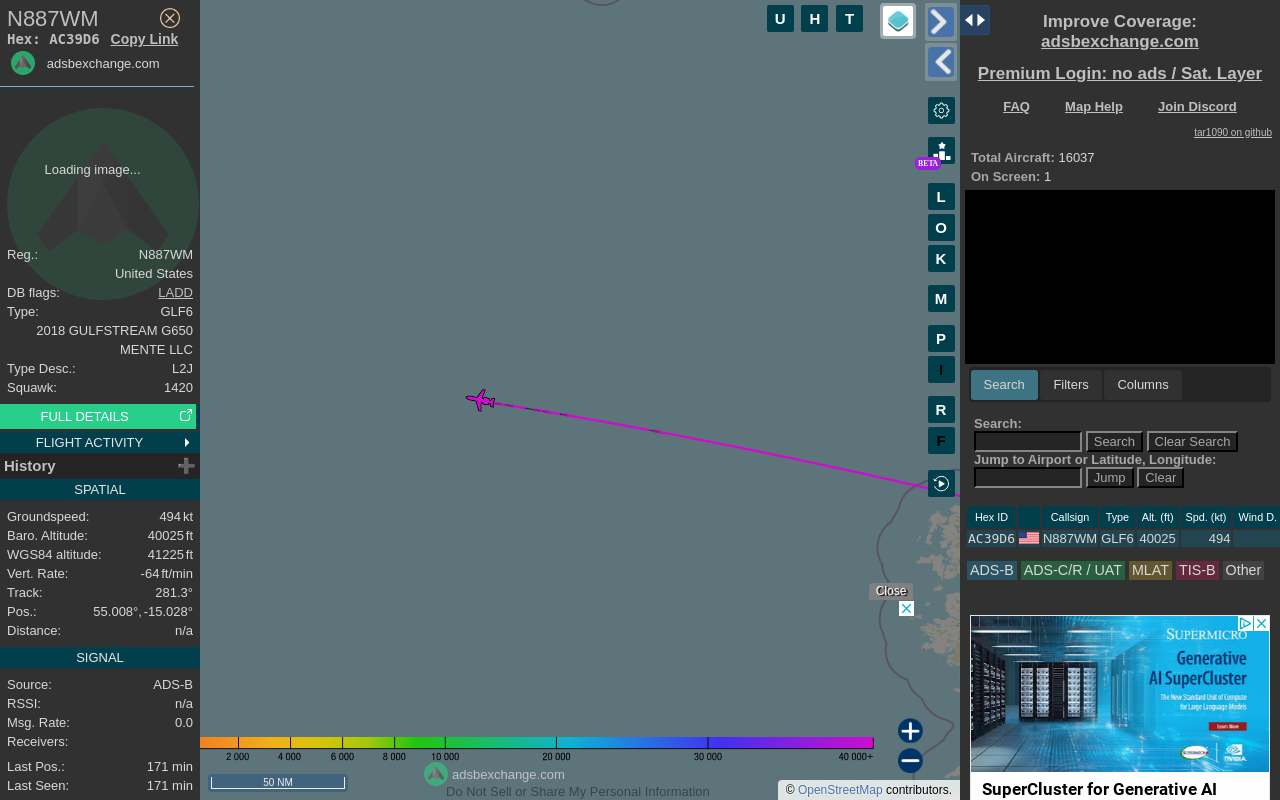 N887WM
Hex: AC39D6 Copy Link
adsbexchange.com
Loading image...
Reg.: N887WM
United States
DB flags: LADD
Type: GLF6
2018 GULFSTREAM G650
MENTE LLC
Type Desc.: L2J
Squawk: 1420
FULL DETAILS
FLIGHT ACTIVITY
History
SPATIAL
Groundspeed: 494 kt
Baro. Altitude: 40025 ft
WGS84 altitude: 41225 ft
Vert. Rate: -64 ft/min
Track: 281.3°
Pos.: 55.008°, -15.028°
Distance: n/a
SIGNAL
Source: ADS-B
RSSI: n/a
Msg. Rate: 0.0
Receivers:
Last Pos.: 171 min
Last Seen: 171 min
U H T
BETA
L
O
K
M
P
I
R
F
Close
2 000 4 000 6 000 8 000 10 000 20 000 30 000 40 000+
50 NM
adsbexchange.com
Do Not Sell or Share My Personal Information
© OpenStreetMap contributors.
Improve Coverage:
adsbexchange.com
Premium Login: no ads / Sat. Layer
FAQ Map Help Join Discord
tar1090 on github
Total Aircraft: 16037
On Screen: 1
Search Filters Columns
Search:
Search Clear Search
Jump to Airport or Latitude, Longitude:
Jump Clear
Hex ID Callsign Type Alt. (ft) Spd. (kt) Wind D.
AC39D6 N887WM GLF6 40025 494
ADS-B ADS-C/R / UAT MLAT TIS-B Other
SUPERMICRO
Generative
AI SuperCluster
The New Standard Unit of Compute
for Large Language Models
Learn More
SUPERMICRO
NVIDIA
SuperCluster for Generative AI